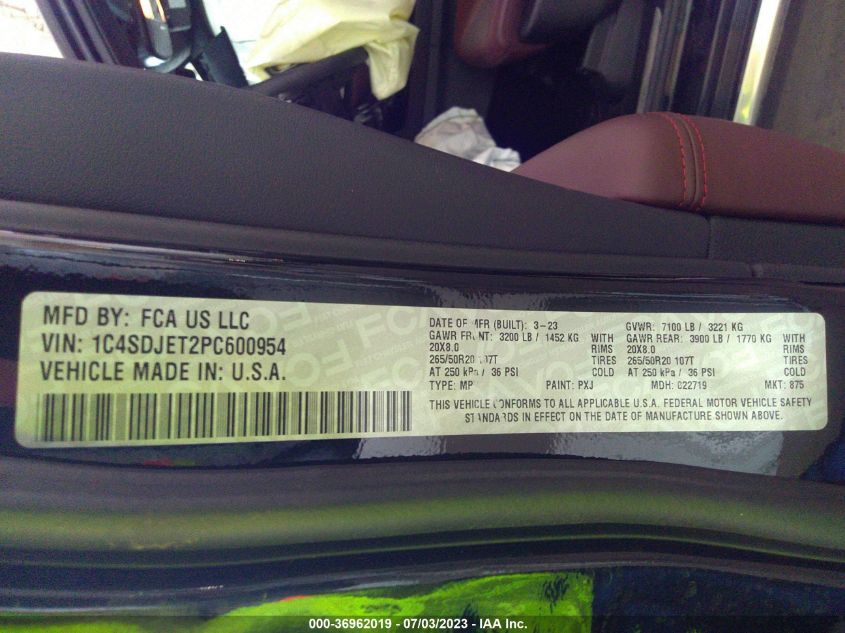 MFD BY: FCA US LLC
VIN: 1C4SDJET2PC600954
VEHICLE MADE IN: U.S.A.
DATE OF MFR (BUILT): 3-23
GAWR FRONT: 3200 LB / 1452 KG WITH
20X8.0 RIMS
265/50R20 107T TIRES
AT 250 kPa / 36 PSI COLD
TYPE: MP PAINT: PXJ
GVWR: 7100 LB / 3221 KG
GAWR REAR: 3900 LB / 1770 KG WITH
20X8.0 RIMS
265/50R20 107T TIRES
AT 250 kPa / 36 PSI COLD
MDH: 022719 MKT: 875
THIS VEHICLE CONFORMS TO ALL APPLICABLE U.S.A. FEDERAL MOTOR VEHICLE SAFETY
STANDARDS IN EFFECT ON THE DATE OF MANUFACTURE SHOWN ABOVE.
000-36962019 - 07/03/2023 - IAA Inc.